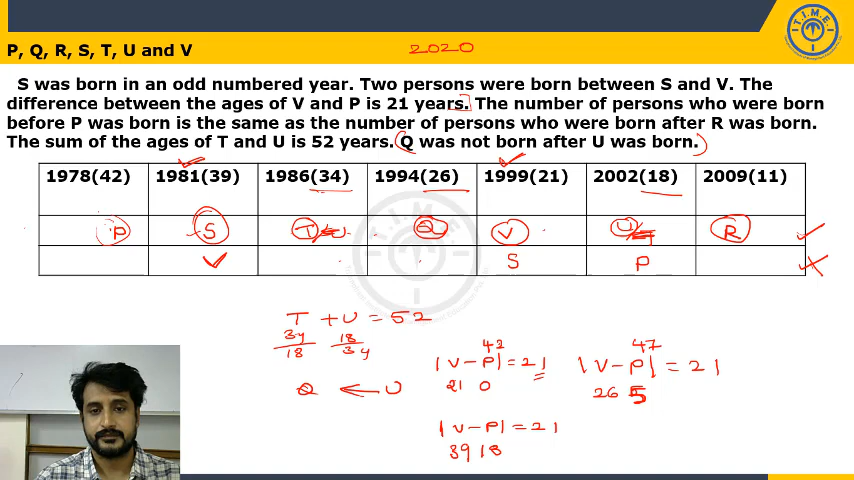 T.I.M.E.
P, Q, R, S, T, U and V
2020
S was born in an odd numbered year. Two persons were born between S and V. The
difference between the ages of V and P is 21 years. The number of persons who were born
before P was born is the same as the number of persons who were born after R was born.
The sum of the ages of T and U is 52 years. Q was not born after U was born.
1978(42) 1981(39) 1986(34) 1994(26) 1999(21) 2002(18) 2009(11)
P S T Q V U R
S P
T + U = 52
34 18
18 34
Q ← U
42
|V-P| = 21
21 0
47
|V-P| = 21
26 5
|V-P| = 21
39 18